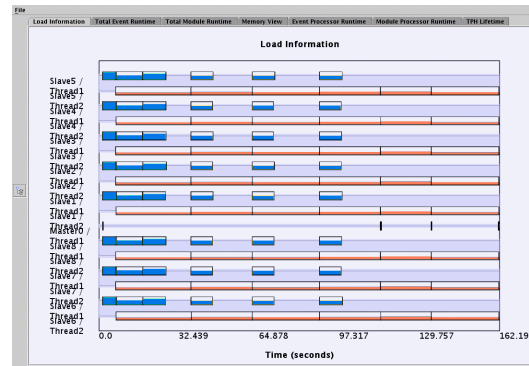 File
Load Information Total Event Runtime Total Module Runtime Memory View Event Processor Runtime Module Processor Runtime TPH Lifetime
Load Information
Slave5 /
Thread1
Slave5 /
Thread2
Slave4 /
Thread1
Slave4 /
Thread2
Slave3 /
Thread1
Slave3 /
Thread2
Slave2 /
Thread1
Slave2 /
Thread2
Slave1 /
Thread1
Slave1 /
Thread2
Master0 /
Thread1
Slave8 /
Thread1
Slave8 /
Thread2
Slave7 /
Thread1
Slave7 /
Thread2
Slave6 /
Thread1
Slave6 /
Thread2
0.0 32.439 64.878 97.317 129.757 162.19
Time (seconds)